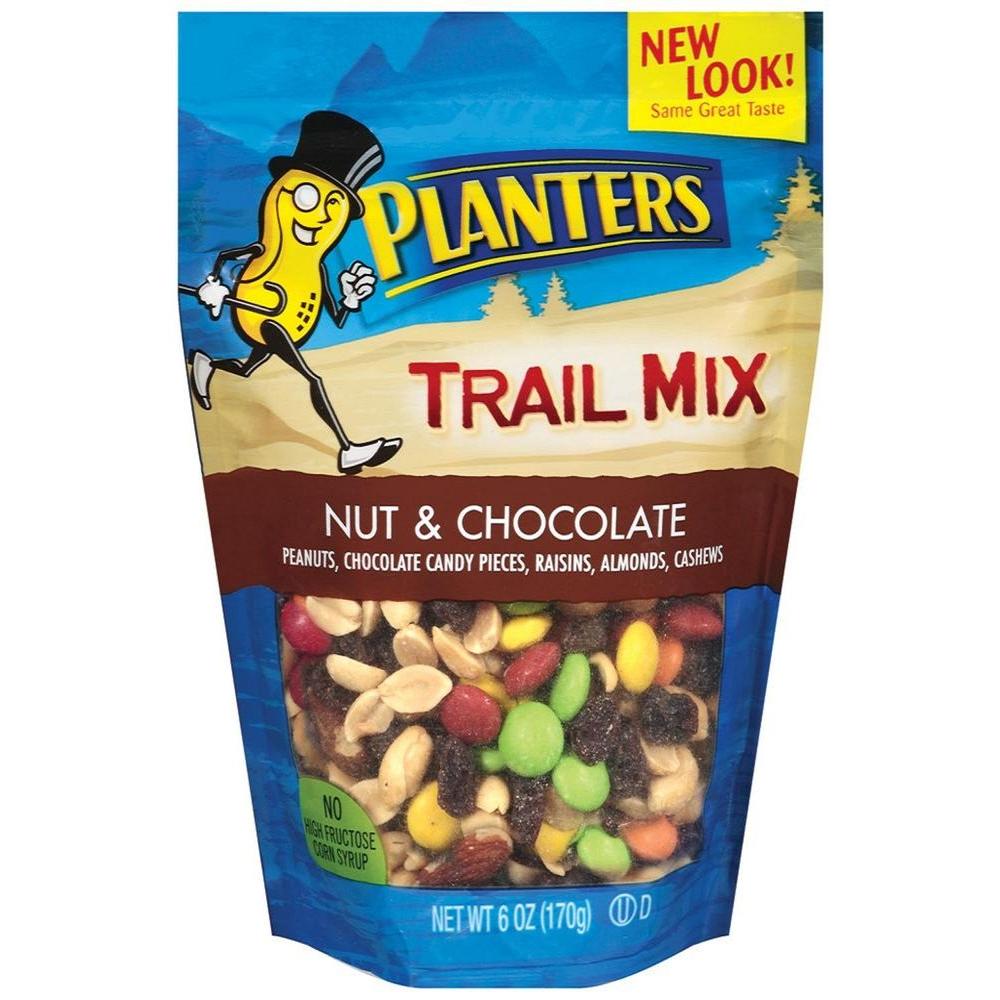 NEW
LOOK!
Same Great Taste
PLANTERS
TRAIL MIX
NUT & CHOCOLATE
PEANUTS, CHOCOLATE CANDY PIECES, RAISINS, ALMONDS, CASHEWS
NO
HIGH FRUCTOSE
CORN SYRUP
NET WT 6 OZ (170g) Ⓤ D